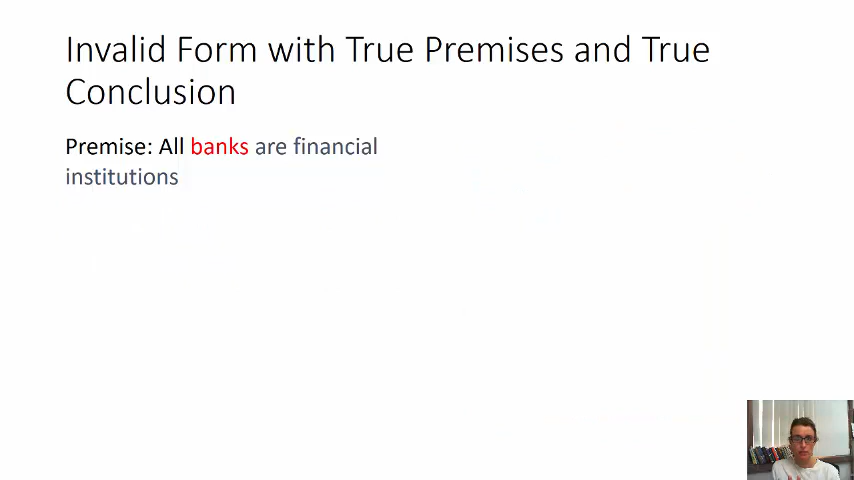 Invalid Form with True Premises and True
Conclusion
Premise: All banks are financial
institutions